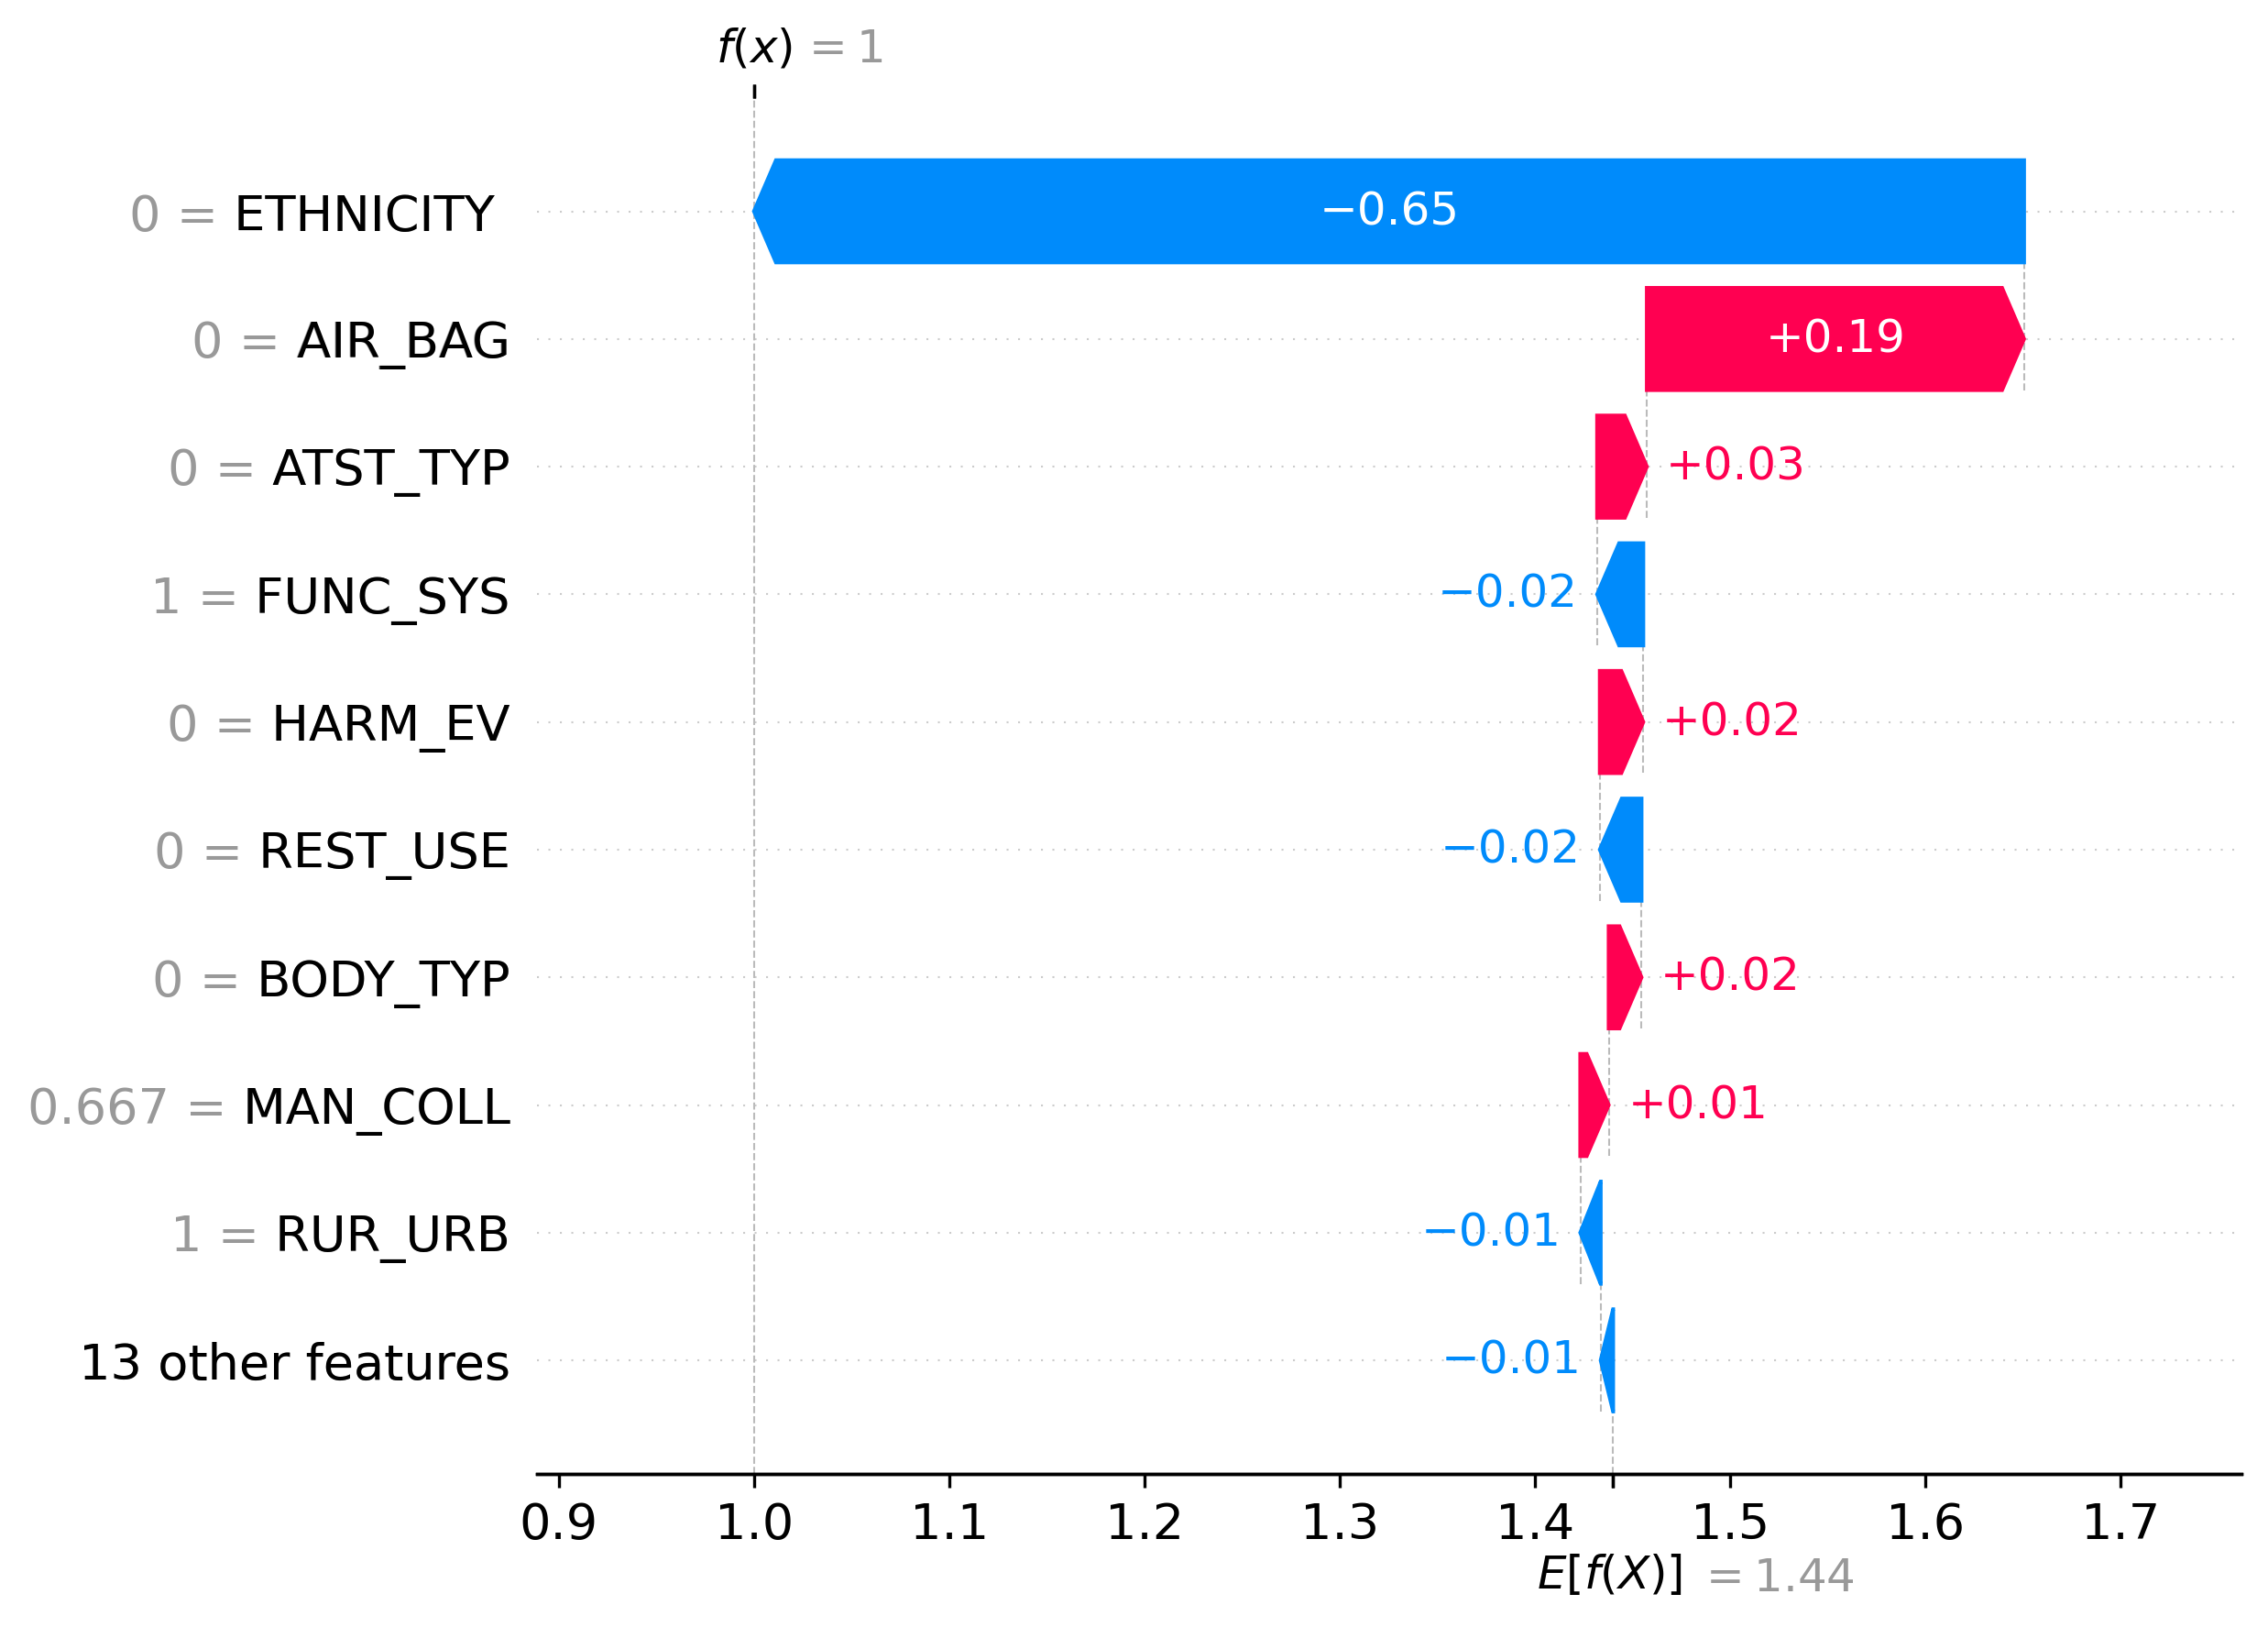 f(x) = 1
0 = ETHNICITY
−0.65
0 = AIR_BAG
+0.19
0 = ATST_TYP
+0.03
1 = FUNC_SYS
−0.02
0 = HARM_EV
+0.02
0 = REST_USE
−0.02
0 = BODY_TYP
+0.02
0.667 = MAN_COLL
+0.01
1 = RUR_URB
−0.01
13 other features
−0.01
0.9 1.0 1.1 1.2 1.3 1.4 1.5 1.6 1.7
E[f(X)] = 1.44